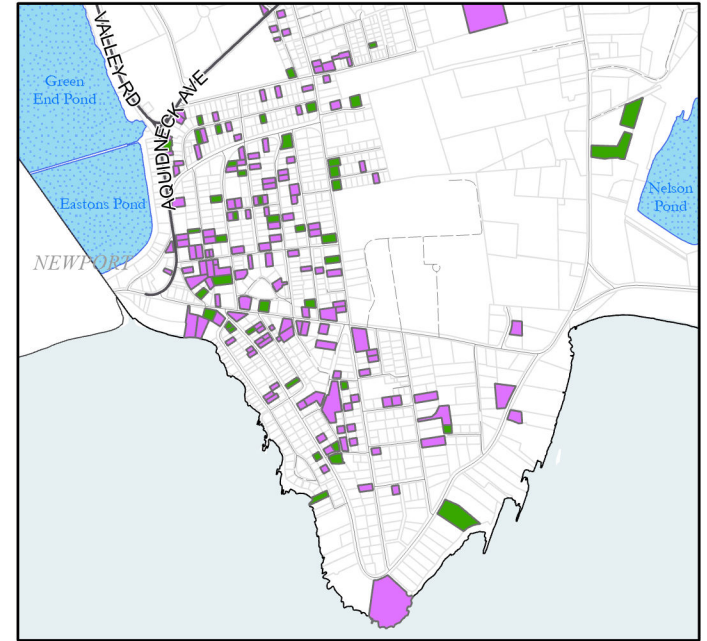 VALLEY RD
AQUIDNECK AVE
Green
End Pond
Eastons Pond
Nelson
Pond
NEWPORT